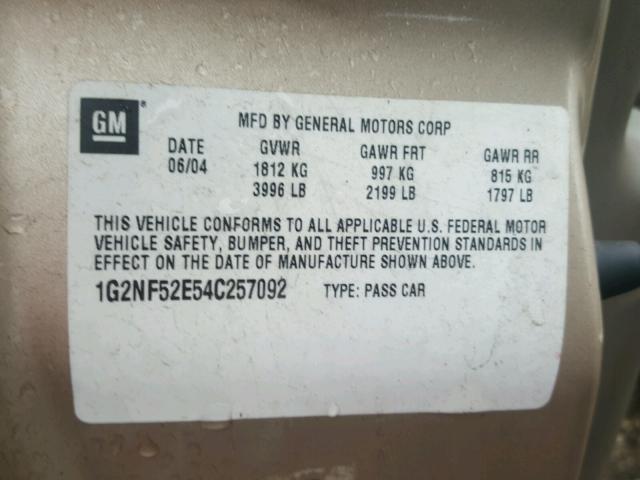 GM
MFD BY GENERAL MOTORS CORP
DATE GVWR GAWR FRT GAWR RR
06/04 1812 KG 997 KG 815 KG
3996 LB 2199 LB 1797 LB
THIS VEHICLE CONFORMS TO ALL APPLICABLE U.S. FEDERAL MOTOR
VEHICLE SAFETY, BUMPER, AND THEFT PREVENTION STANDARDS IN
EFFECT ON THE DATE OF MANUFACTURE SHOWN ABOVE.
1G2NF52E54C257092 TYPE: PASS CAR